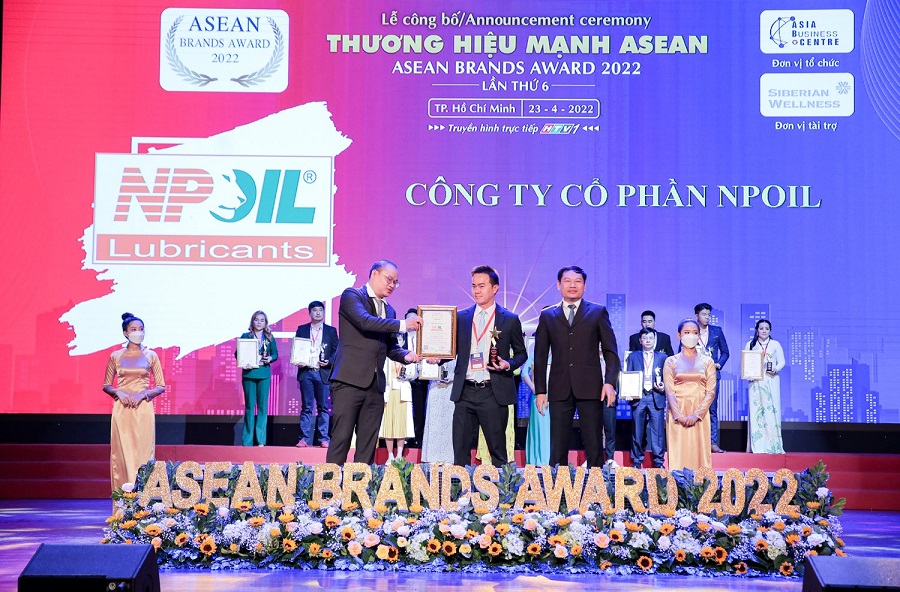 ASEAN
BRANDS AWARD
2022
Lễ công bố/Announcement ceremony
THƯƠNG HIỆU MẠNH ASEAN
ASEAN BRANDS AWARD 2022
LẦN THỨ 6
TP. Hồ Chí Minh | 23 - 4 - 2022
Truyền hình trực tiếp HTV1
ASIA
BUSINESS
CENTRE
Đơn vị tổ chức
SIBERIAN
WELLNESS
Đơn vị tài trợ
NPOIL®
Lubricants
CÔNG TY CỔ PHẦN NPOIL
ASEAN BRANDS AWARD 2022